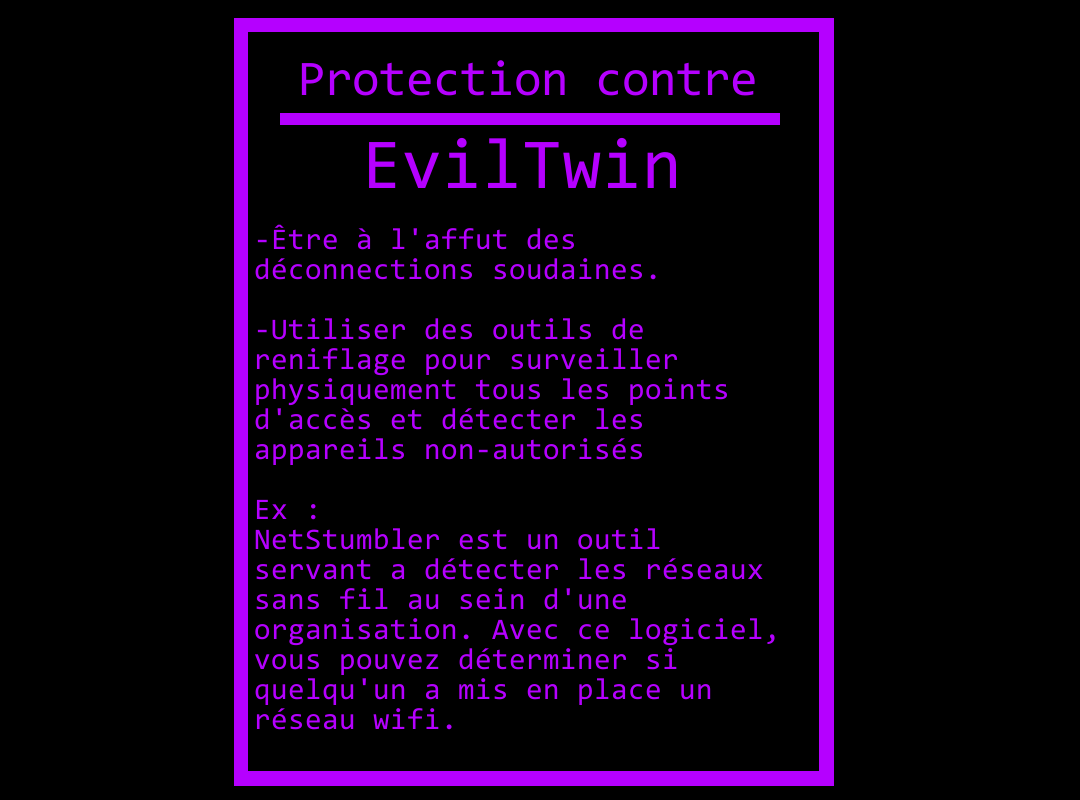 Protection contre
EvilTwin
-Être à l'affut des
déconnections soudaines.
-Utiliser des outils de
reniflage pour surveiller
physiquement tous les points
d'accès et détecter les
appareils non-autorisés
Ex :
NetStumbler est un outil
servant a détecter les réseaux
sans fil au sein d'une
organisation. Avec ce logiciel,
vous pouvez déterminer si
quelqu'un a mis en place un
réseau wifi.